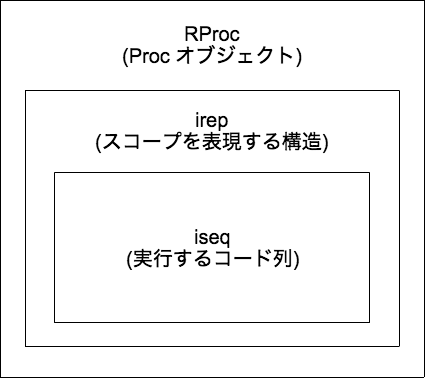 RProc
(Proc オブジェクト)
irep
(スコープを表現する構造)
iseq
(実行するコード列)